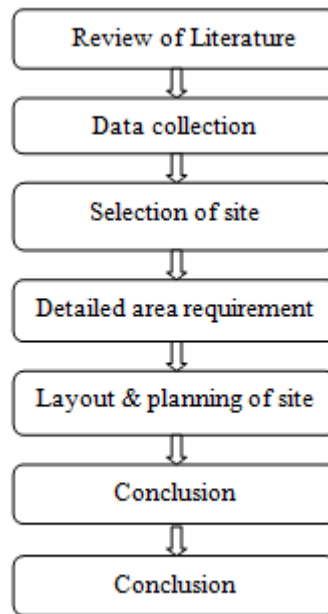 Review of Literature
Data collection
Selection of site
Detailed area requirement
Layout & planning of site
Conclusion
Conclusion